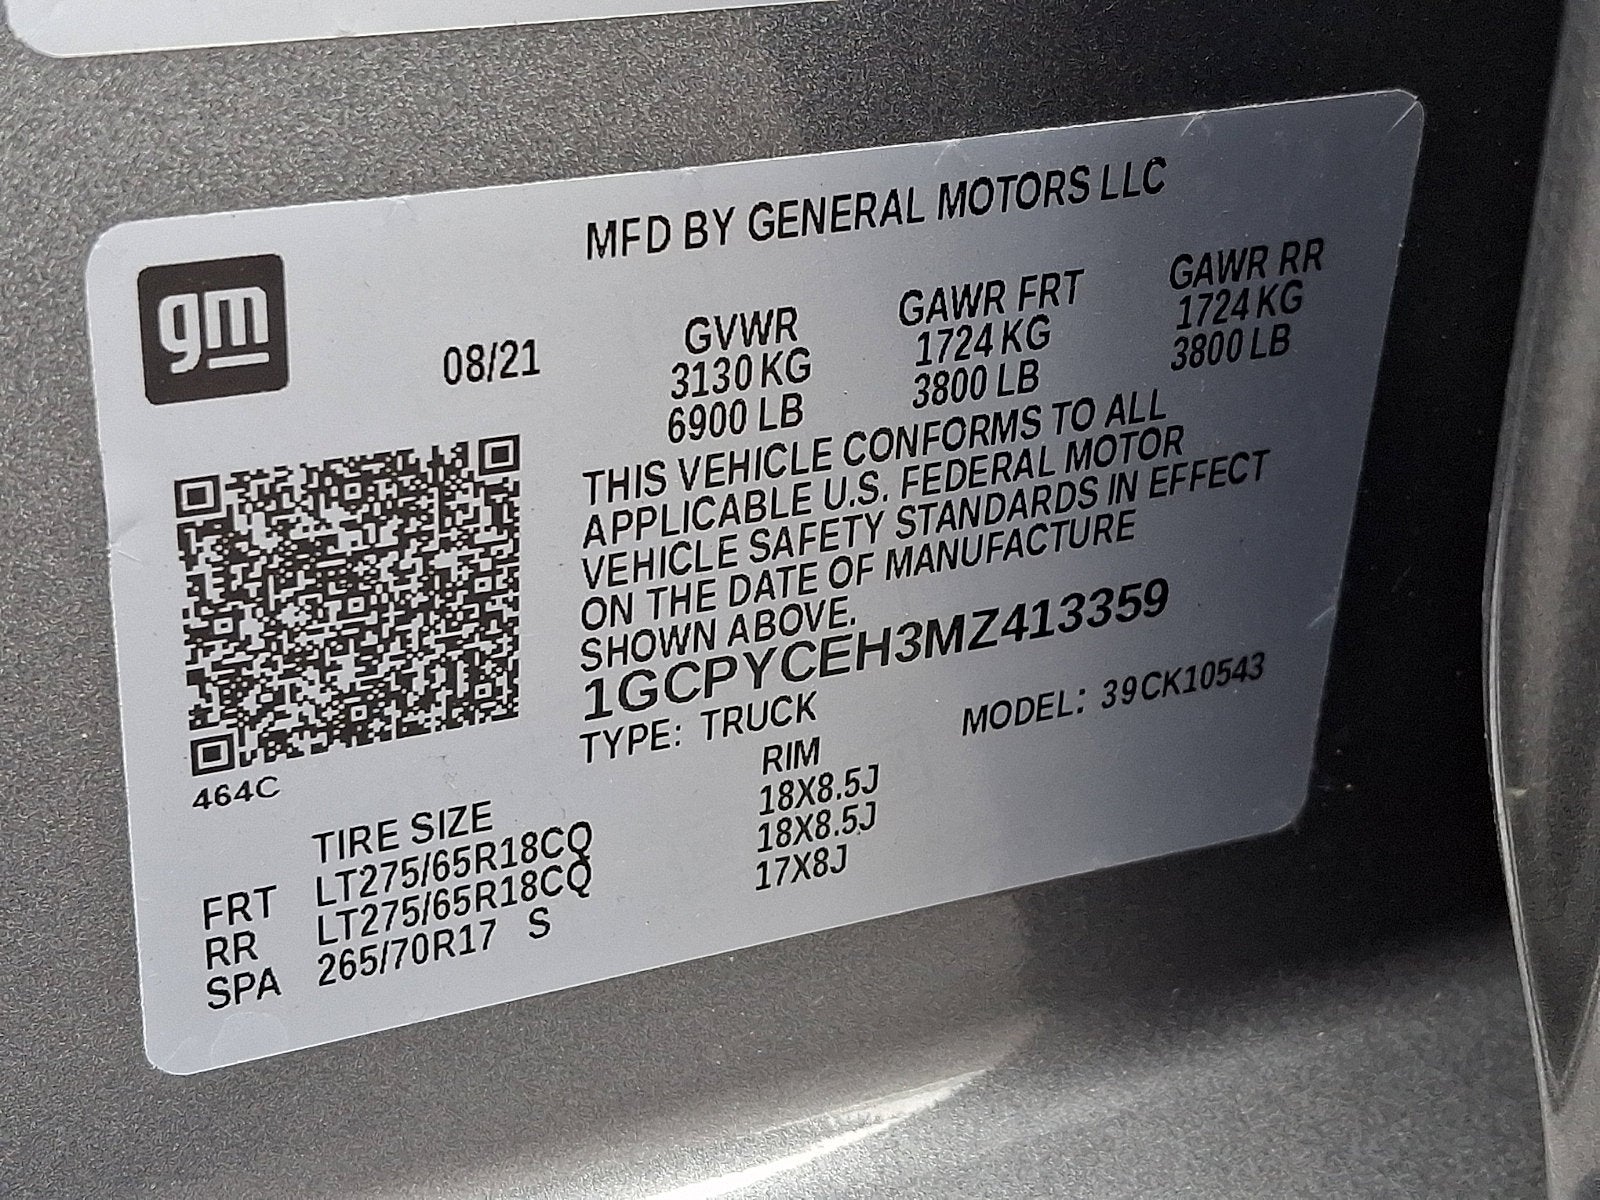 MFD BY GENERAL MOTORS LLC
gm
08/21
GVWR GAWR FRT GAWR RR
3130 KG 1724 KG 1724 KG
6900 LB 3800 LB 3800 LB
THIS VEHICLE CONFORMS TO ALL
APPLICABLE U.S. FEDERAL MOTOR
VEHICLE SAFETY STANDARDS IN EFFECT
ON THE DATE OF MANUFACTURE
SHOWN ABOVE.
1GCPYCEH3MZ413359
TYPE: TRUCK MODEL: 39CK10543
464C
TIRE SIZE RIM
FRT LT275/65R18CQ 18X8.5J
RR LT275/65R18CQ 18X8.5J
SPA 265/70R17 S 17X8J